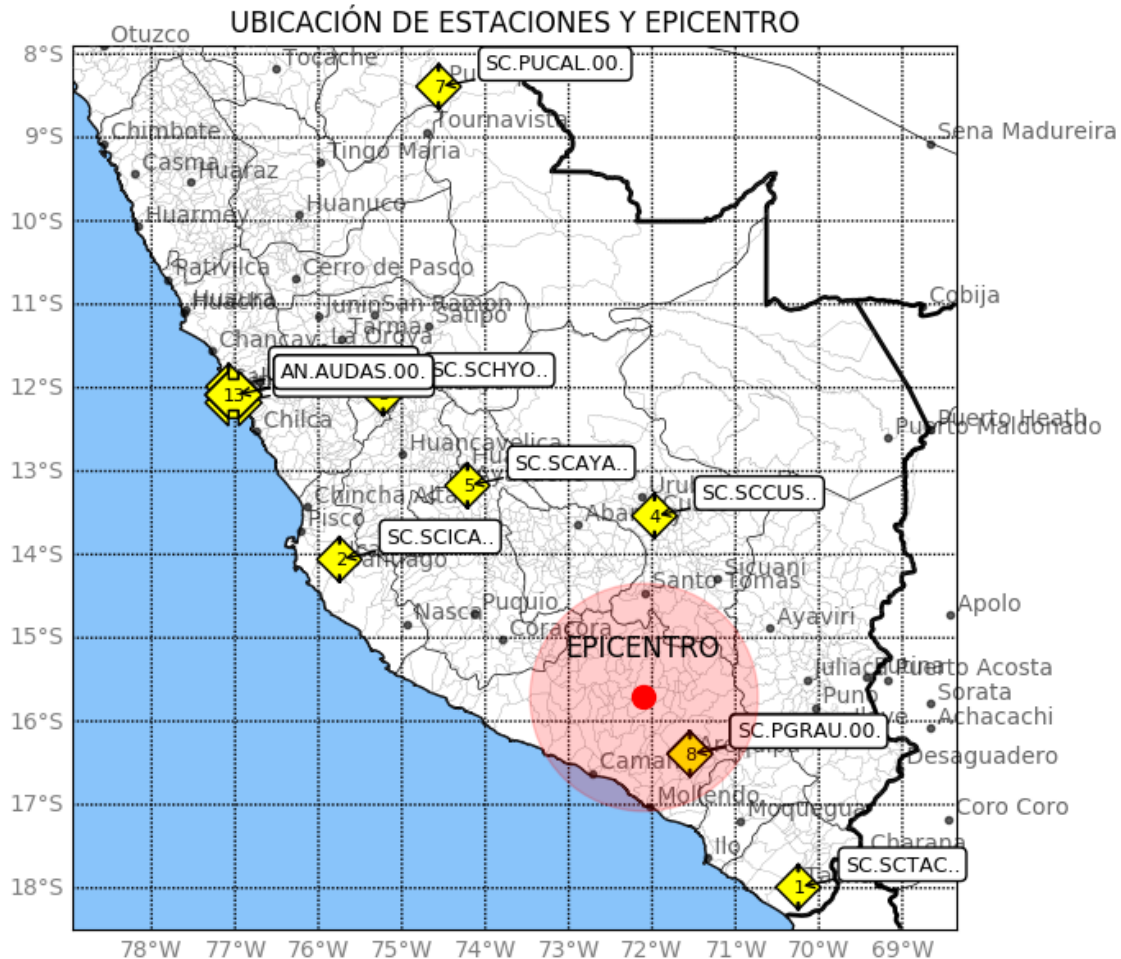 UBICACIÓN DE ESTACIONES Y EPICENTRO
Otuzco
8°S
Tocache
SC.PUCAL.00.
7
Tournavista
Chimbote
Sena Madureira
9°S
Tingo Maria
Casma
Huaraz
Huanuco
Huarmey
10°S
Pativilca
Cerro de Pasco
Cobija
11°S
Junin
San Ramon
Satipo
Tarma
La Oroya
Chancay
AN.AUDAS.00.
SC.SCHYO..
12°S
13
Chilca
Puerto Heath
Puerto Maldonado
Huancavelica
13°S
SC.SCAYA..
5
SC.SCCUS..
Chincha Alta
4
Pisco
SC.SCICA..
14°S
2
Sicuani
Santo Tomas
Apolo
Nasca
Puquio
Ayaviri
15°S
Coracora
EPICENTRO
Puerto Acosta
Puno
Sorata
16°S
Achacachi
SC.PGRAU.00.
8
Desaguadero
17°S
Mollendo
Moquegua
Coro Coro
Ilo
Charana
SC.SCTAC..
18°S
1
78°W
77°W
76°W
75°W
74°W
73°W
72°W
71°W
70°W
69°W